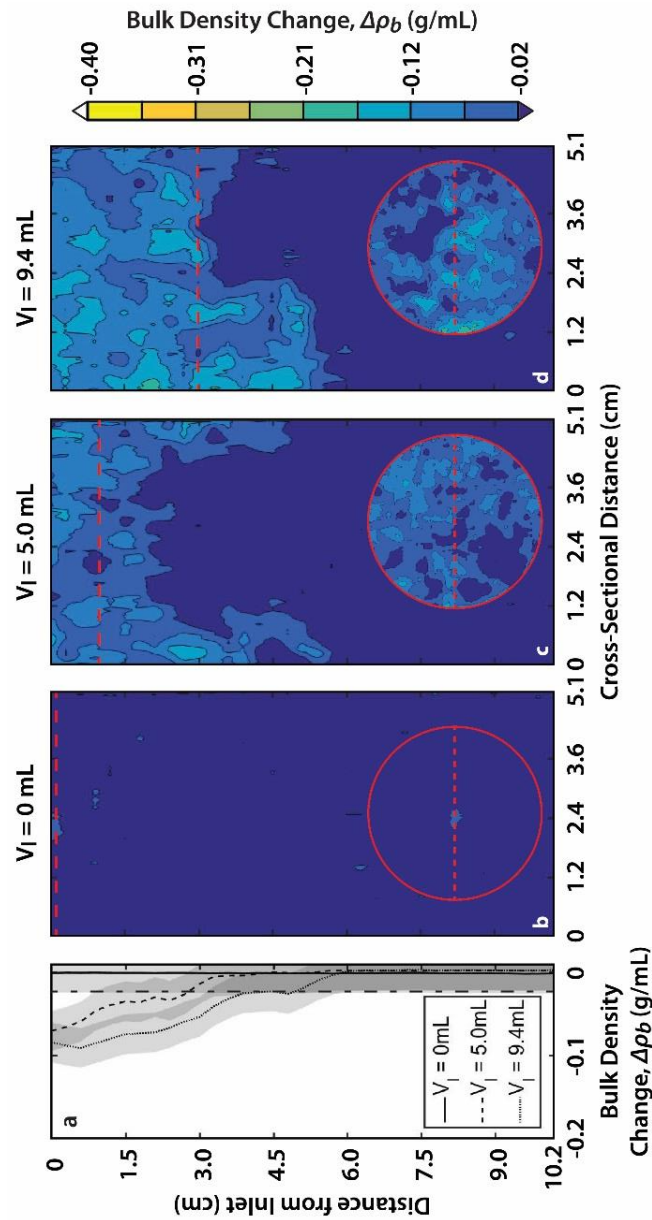 Bulk Density Change, Δρb (g/mL)
-0.40
-0.31
-0.21
-0.12
-0.02
VI = 0 mL
VI = 5.0 mL
VI = 9.4 mL
a
b
c
d
Distance from Inlet (cm)
0
1.5
3.0
4.5
6.0
7.5
8.7
10.2
VI = 0mL
VI = 5.0mL
VI = 9.4mL
-0.2
-0.1
0
0
1.2
2.4
3.6
5.1
0
1.2
2.4
3.6
5.1
0
1.2
2.4
3.6
5.1
Bulk Density
Change, Δρb (g/mL)
Cross-Sectional Distance (cm)